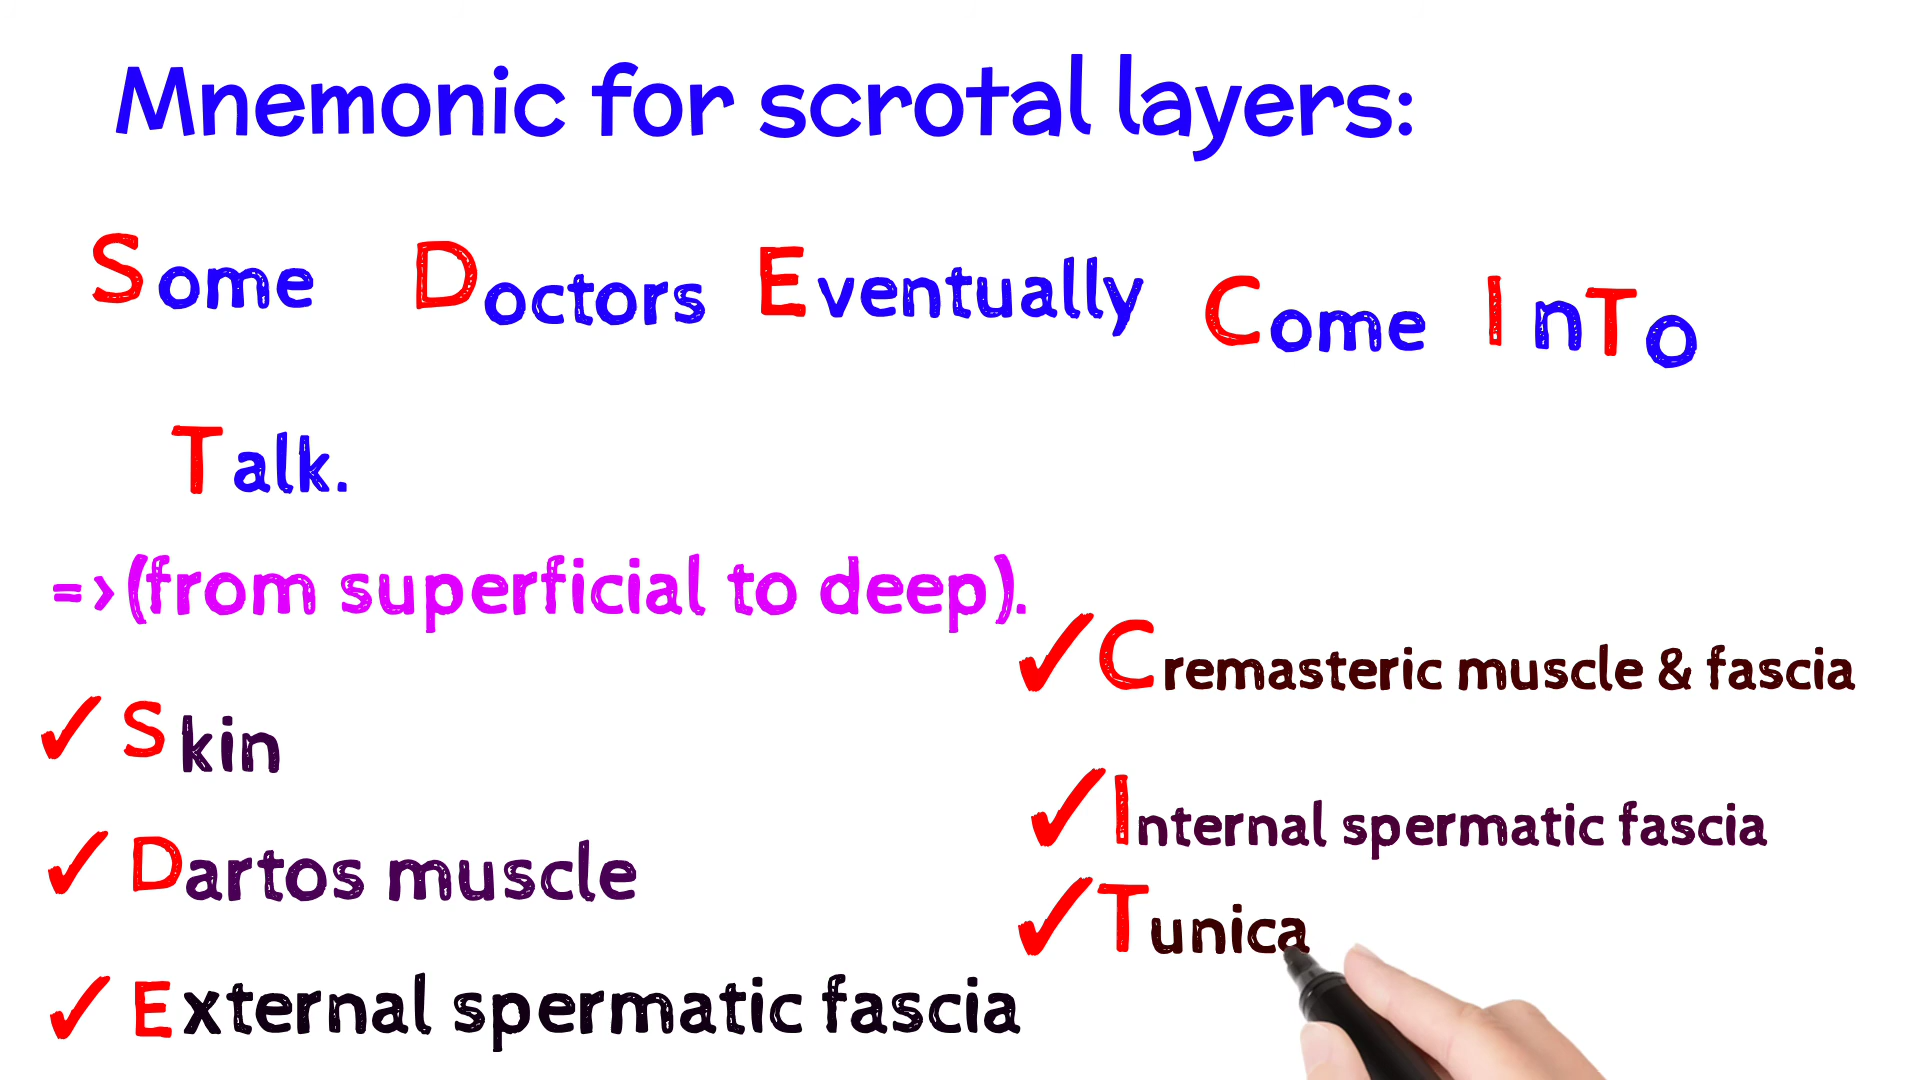 Mnemonic for scrotal layers:
Some Doctors Eventually Come InTo
Talk.
=>(from superficial to deep).
✓ Skin
✓ Dartos muscle
✓ External spermatic fascia
✓ Cremasteric muscle & fascia
✓ Internal spermatic fascia
✓ Tunica